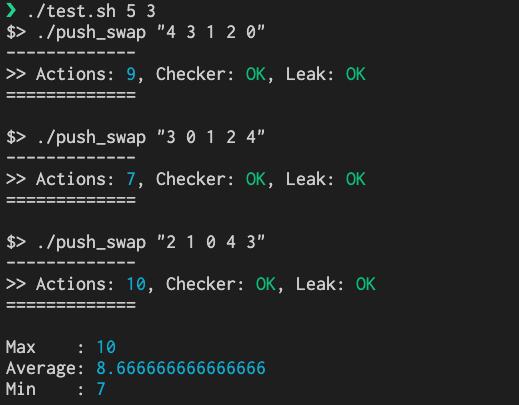 ❯ ./test.sh 5 3
$> ./push_swap "4 3 1 2 0"
-------------
>> Actions: 9, Checker: OK, Leak: OK
=============
$> ./push_swap "3 0 1 2 4"
-------------
>> Actions: 7, Checker: OK, Leak: OK
=============
$> ./push_swap "2 1 0 4 3"
-------------
>> Actions: 10, Checker: OK, Leak: OK
=============
Max    : 10
Average: 8.666666666666666
Min    : 7